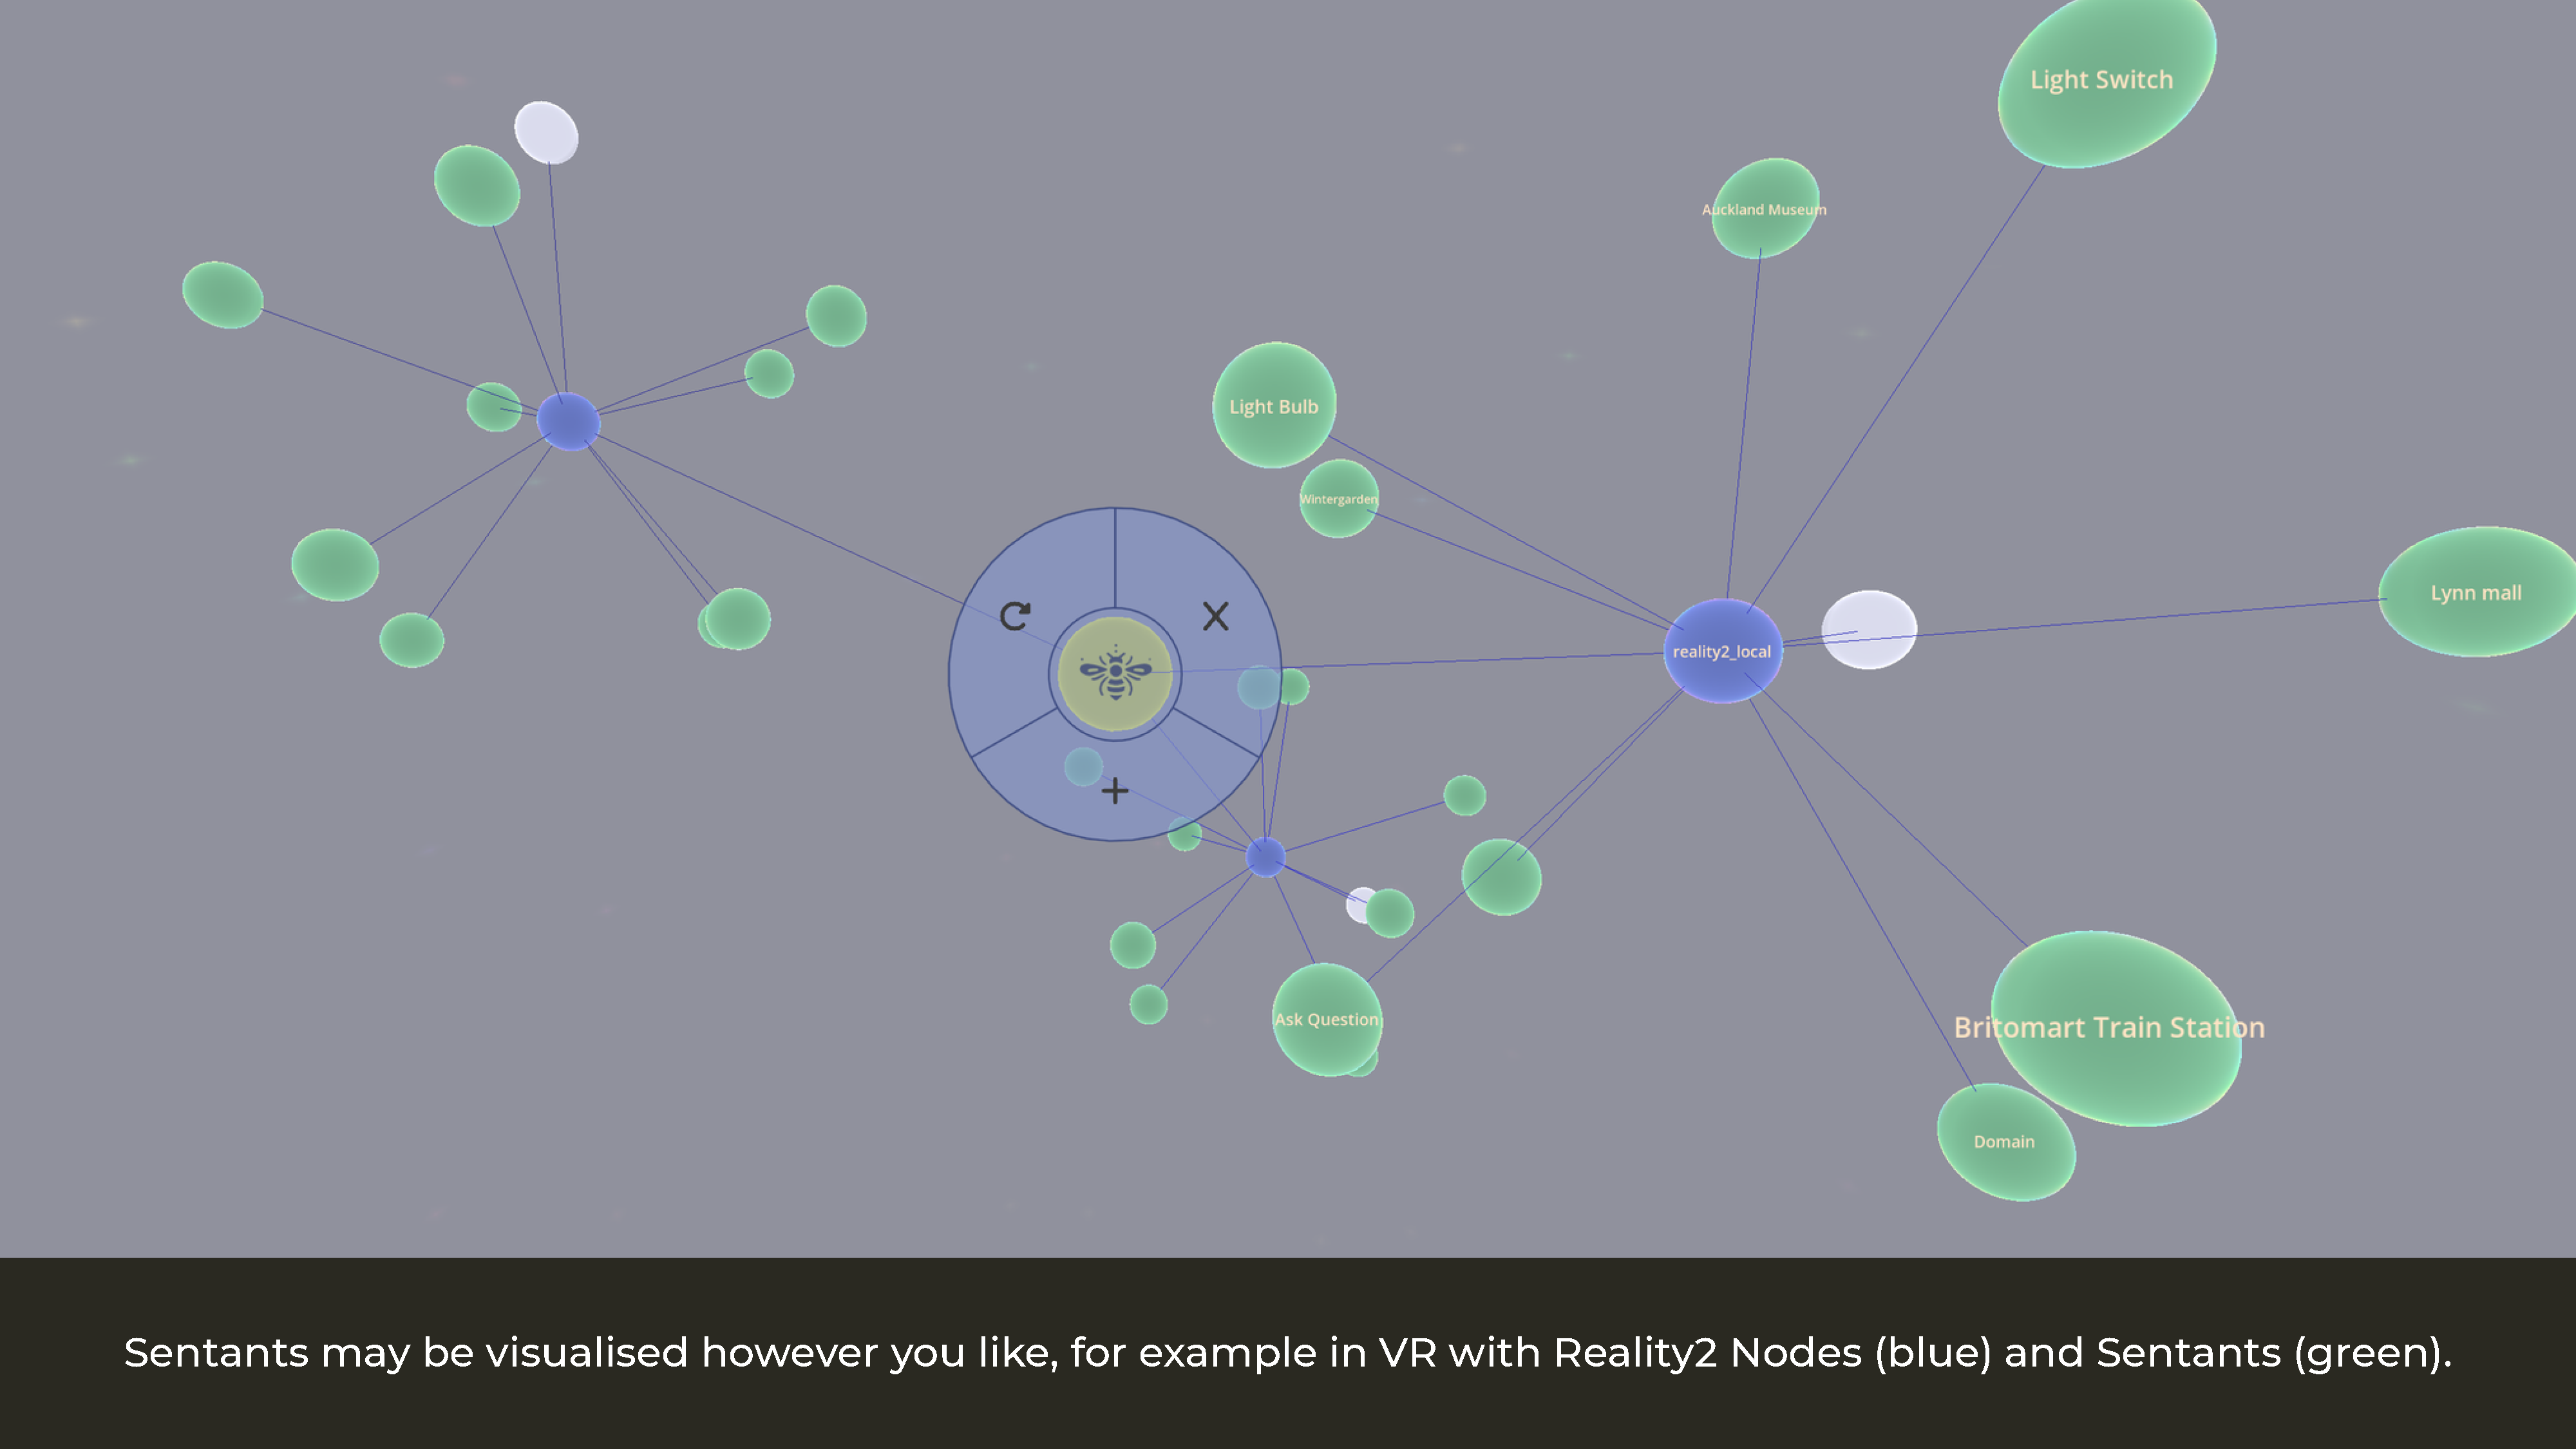 Light Switch
Auckland Museum
Light Bulb
Wintergarden
Lynn mall
reality2_local
Ask Question
Britomart Train Station
Domain
Sentants may be visualised however you like, for example in VR with Reality2 Nodes (blue) and Sentants (green).